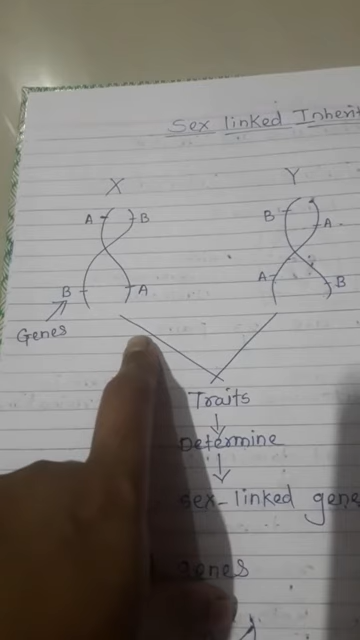 Sex linked Inherit
X Y
A B B A
B A A B
Genes
Traits
Determine
sex-linked gene
genes